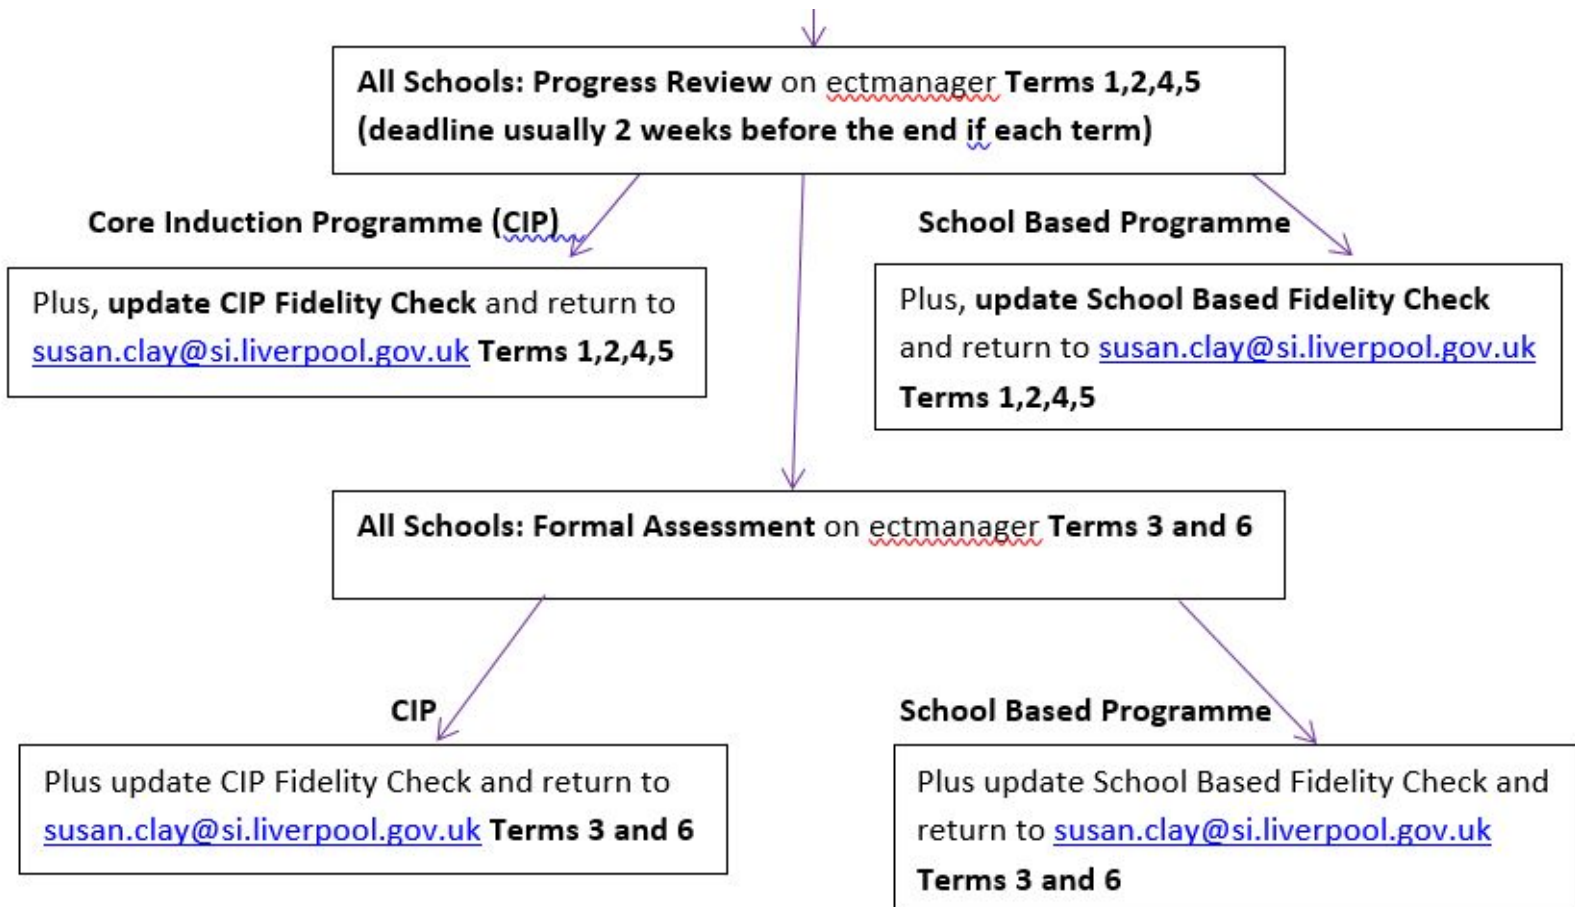 All Schools: Progress Review on ectmanager Terms 1,2,4,5
(deadline usually 2 weeks before the end if each term)
Core Induction Programme (CIP)
Plus, update CIP Fidelity Check and return to
susan.clay@si.liverpool.gov.uk Terms 1,2,4,5
School Based Programme
Plus, update School Based Fidelity Check
and return to susan.clay@si.liverpool.gov.uk
Terms 1,2,4,5
All Schools: Formal Assessment on ectmanager Terms 3 and 6
CIP
Plus update CIP Fidelity Check and return to
susan.clay@si.liverpool.gov.uk Terms 3 and 6
School Based Programme
Plus update School Based Fidelity Check and
return to susan.clay@si.liverpool.gov.uk
Terms 3 and 6